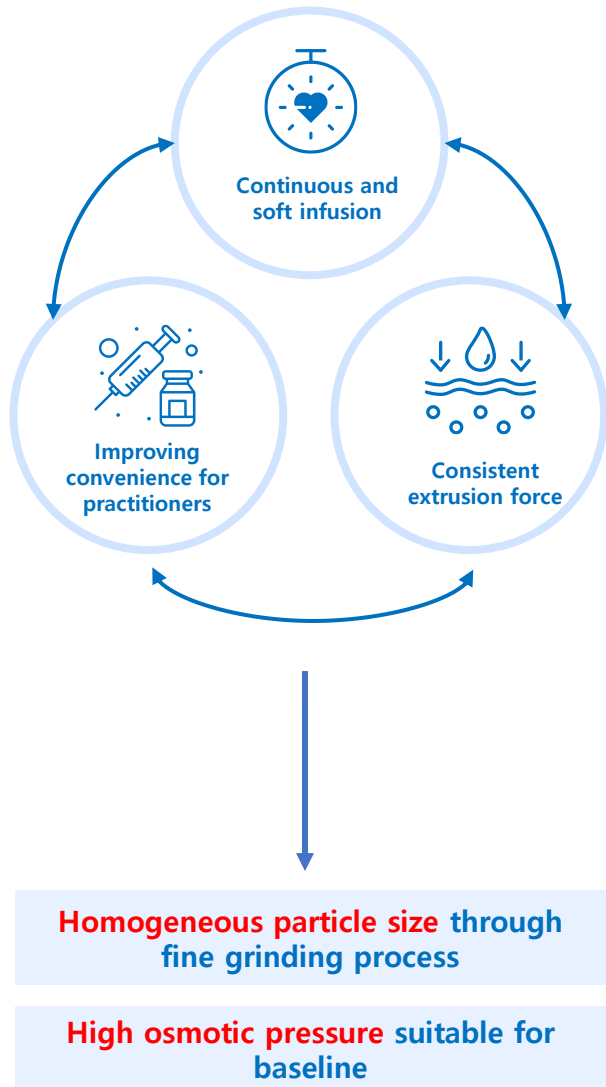 Continuous and
soft infusion
Improving
convenience for
practitioners
Consistent
extrusion force
Homogeneous particle size through
fine grinding process
High osmotic pressure suitable for
baseline